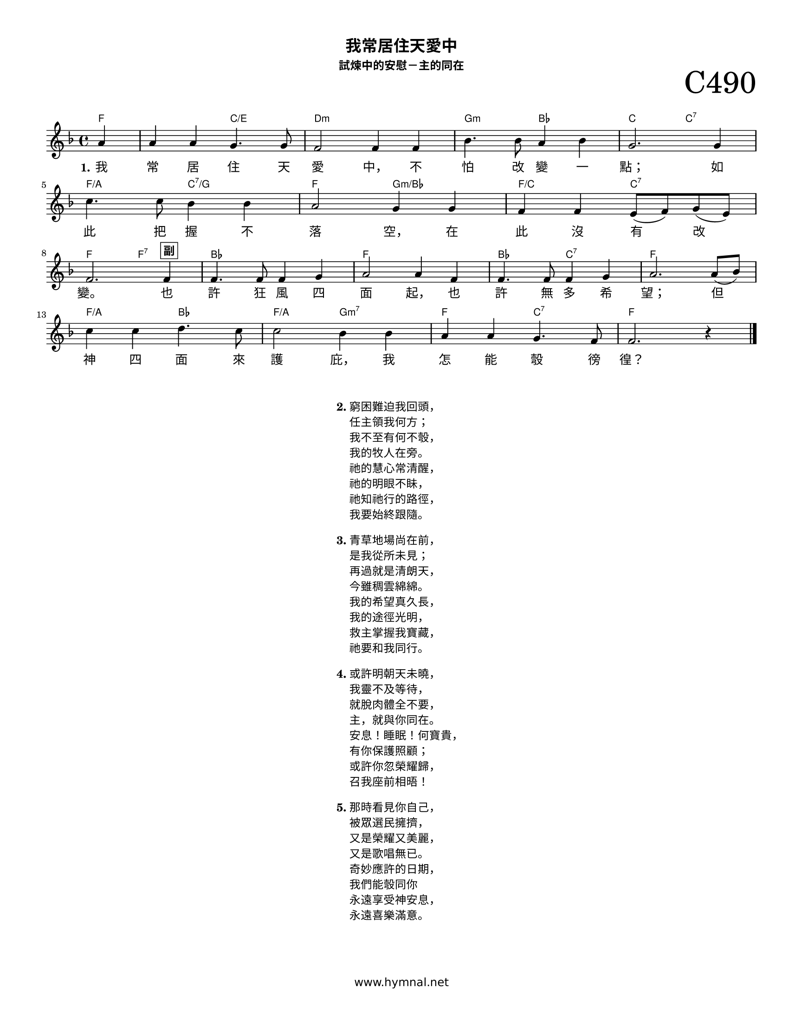 我常居住天愛中
試煉中的安慰－主的同在
C490
F C/E Dm Gm B♭ C C7
1. 我 常 居 住 天 愛 中， 不 怕 改 變 一 點； 如
5 F/A C7/G F Gm/B♭ F/C C7
此 把 握 不 落 空， 在 此 沒 有 改
8 F F7 副 B♭ F B♭ C7 F
變。 也 許 狂 風 四 面 起， 也 許 無 多 希 望； 但
13 F/A B♭ F/A Gm7 F C7 F
神 四 面 來 護 庇， 我 怎 能 彀 徬 徨？
2. 窮困難迫我回頭，
任主領我何方；
我不至有何不彀，
我的牧人在旁。
祂的慧心常清醒，
祂的明眼不眛，
祂知祂行的路徑，
我要始終跟隨。
3. 青草地場尚在前，
是我從所未見；
再過就是清朗天，
今雖稠雲綿綿。
我的希望真久長，
我的途徑光明，
救主掌握我寶藏，
祂要和我同行。
4. 或許明朝天未曉，
我靈不及等待，
就脫肉體全不要，
主，就與你同在。
安息！睡眠！何寶貴，
有你保護照顧；
或許你忽榮耀歸，
召我座前相晤！
5. 那時看見你自己，
被眾選民擁擠，
又是榮耀又美麗，
又是歌唱無已。
奇妙應許的日期，
我們能彀同你
永遠享受神安息，
永遠喜樂滿意。
www.hymnal.net